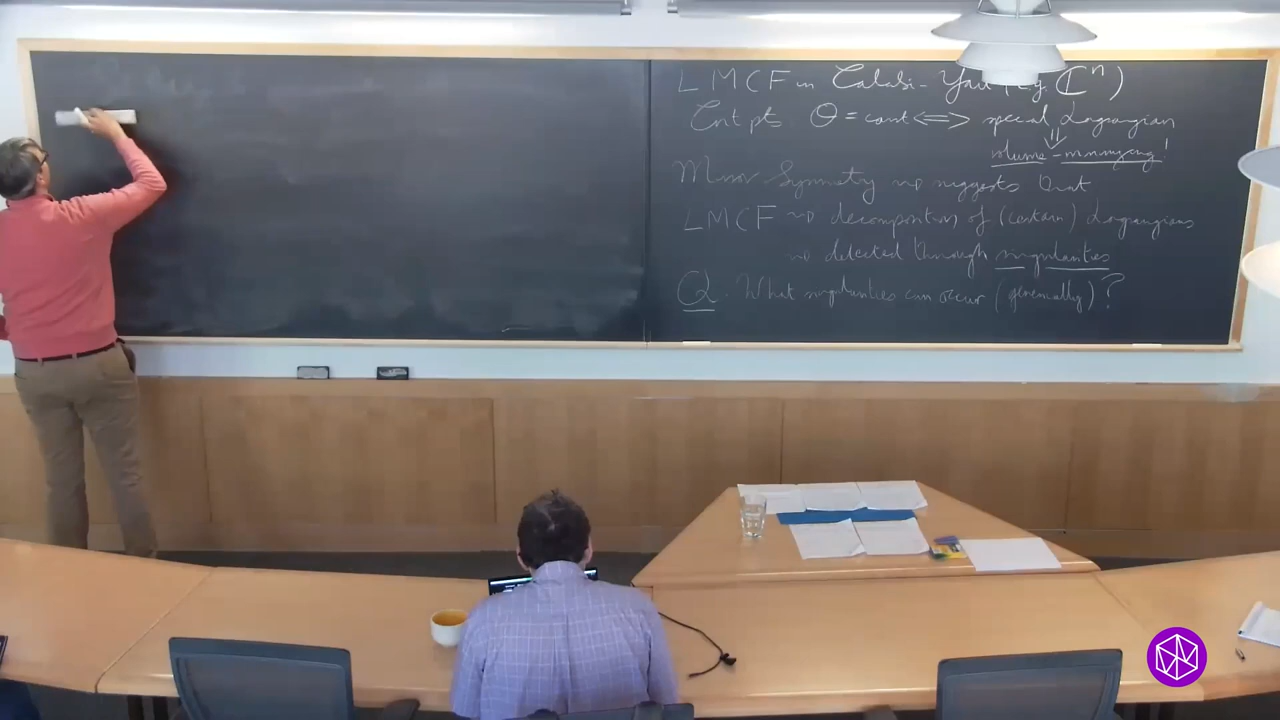 LMCF in Calabi-Yau (e.g. ℂⁿ)
Crit pts. Θ = const <=> special Lagrangian
⇓
volume-minimizing!
Mirror Symmetry ⇝ suggests that
LMCF ⇝ decomposition of (certain) Lagrangians
⇝ detected through singularities
Q. What singularities can occur (generically)?